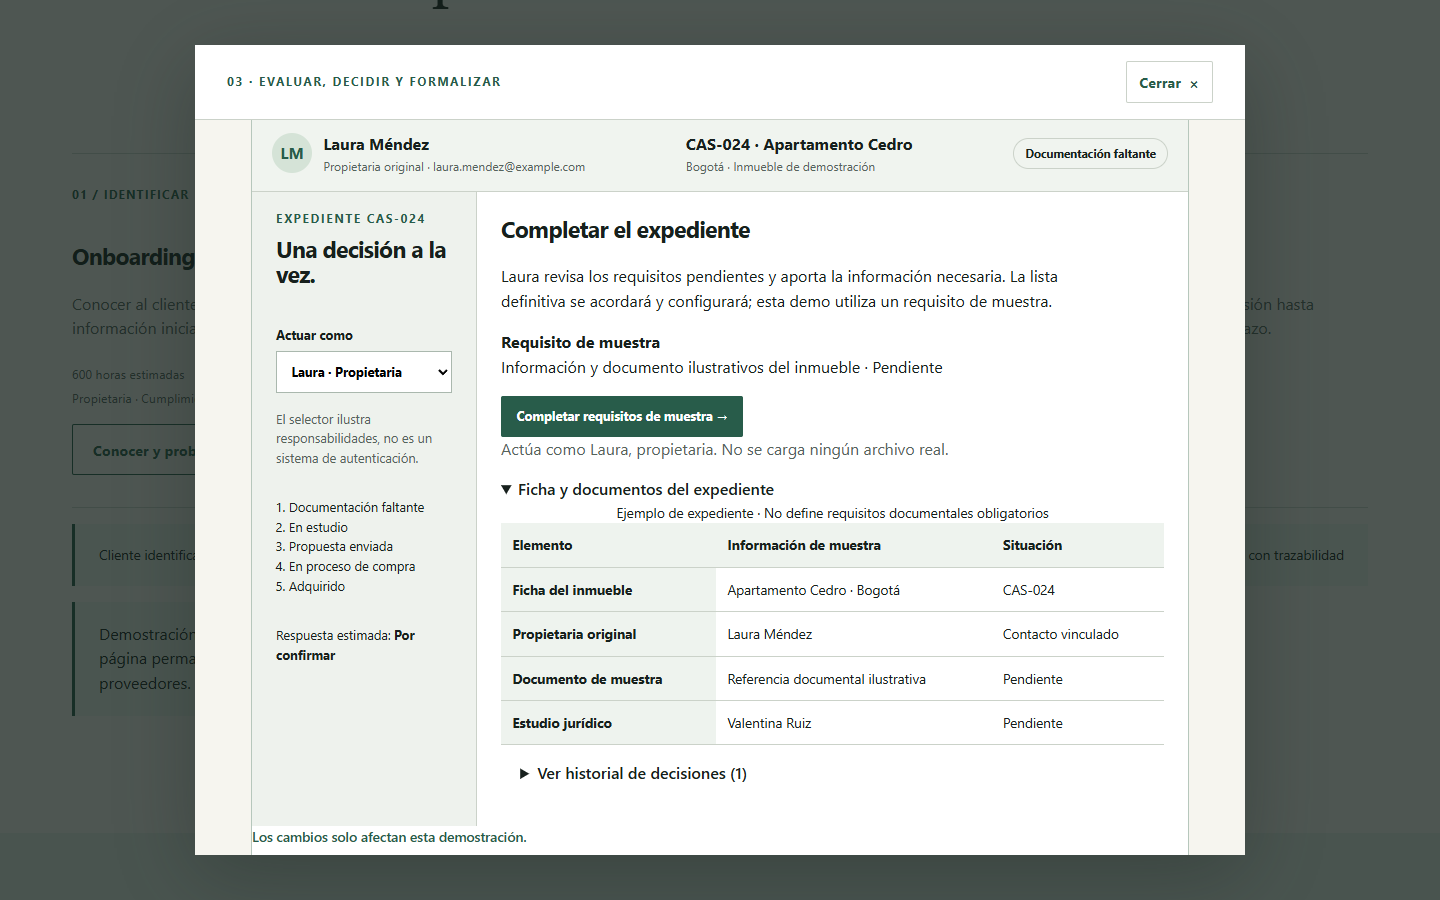 03 · EVALUAR, DECIDIR Y FORMALIZAR
Cerrar ×
LM
Laura Méndez
Propietaria original · laura.mendez@example.com
CAS-024 · Apartamento Cedro
Bogotá · Inmueble de demostración
Documentación faltante
EXPEDIENTE CAS-024
Una decisión a la
vez.
Actuar como
Laura · Propietaria
El selector ilustra
responsabilidades, no es un
sistema de autenticación.
1. Documentación faltante
2. En estudio
3. Propuesta enviada
4. En proceso de compra
5. Adquirido
Respuesta estimada: Por
confirmar
Completar el expediente
Laura revisa los requisitos pendientes y aporta la información necesaria. La lista
definitiva se acordará y configurará; esta demo utiliza un requisito de muestra.
Requisito de muestra
Información y documento ilustrativos del inmueble · Pendiente
Completar requisitos de muestra →
Actúa como Laura, propietaria. No se carga ningún archivo real.
▼ Ficha y documentos del expediente
Ejemplo de expediente · No define requisitos documentales obligatorios
Elemento Información de muestra Situación
Ficha del inmueble Apartamento Cedro · Bogotá CAS-024
Propietaria original Laura Méndez Contacto vinculado
Documento de muestra Referencia documental ilustrativa Pendiente
Estudio jurídico Valentina Ruiz Pendiente
▶ Ver historial de decisiones (1)
Los cambios solo afectan esta demostración.
01 / IDENTIFICAR
Onboarding
Conocer al cliente
información inicia
600 horas estimadas
Propietaria · Cumplimi
Conocer y prob
Cliente identifica
Demostración
página perma
proveedores.
sión hasta
azo.
con trazabilidad